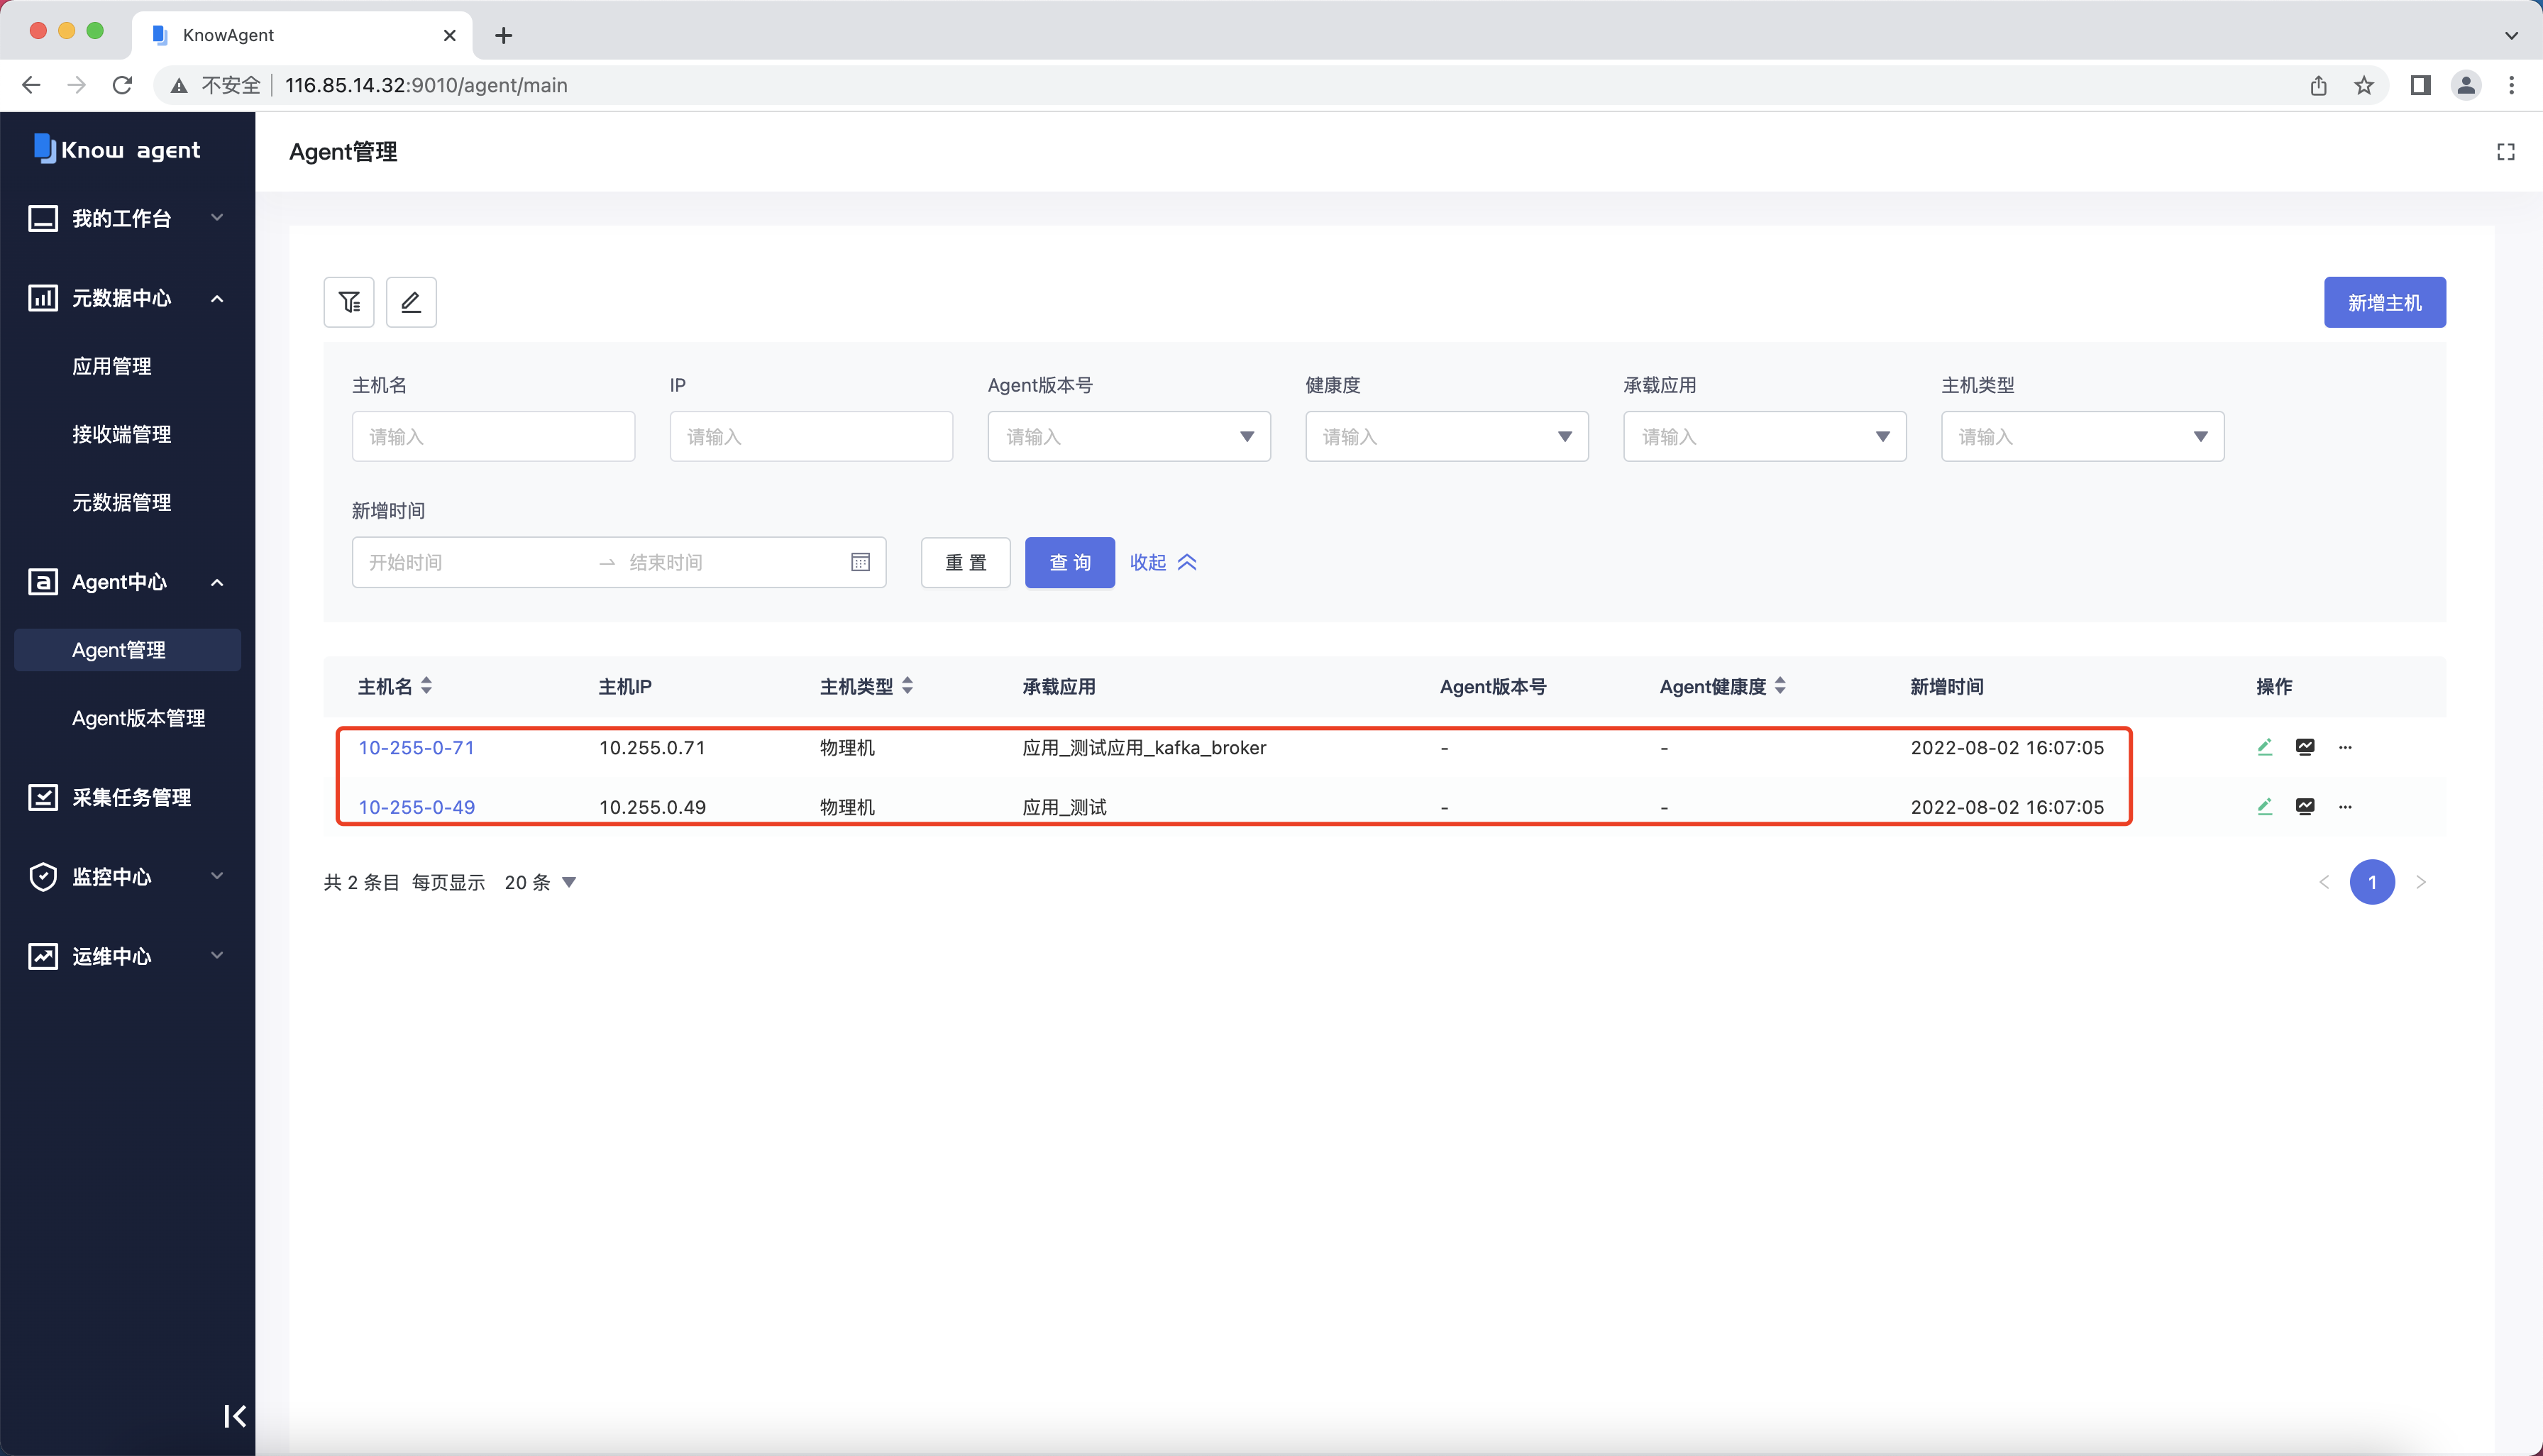 KnowAgent
不安全 | 116.85.14.32:9010/agent/main
Know agent
我的工作台
元数据中心
应用管理
接收端管理
元数据管理
Agent中心
Agent管理
Agent版本管理
采集任务管理
监控中心
运维中心
Agent管理
新增主机
主机名 IP Agent版本号 健康度 承载应用 主机类型
请输入 请输入 请输入 请输入 请输入 请输入
新增时间
开始时间 → 结束时间 重 置 查 询 收起
主机名 主机IP 主机类型 承载应用 Agent版本号 Agent健康度 新增时间 操作
10-255-0-71 10.255.0.71 物理机 应用_测试应用_kafka_broker - - 2022-08-02 16:07:05 ···
10-255-0-49 10.255.0.49 物理机 应用_测试 - - 2022-08-02 16:07:05 ···
共 2 条目 每页显示 20 条 < 1 >